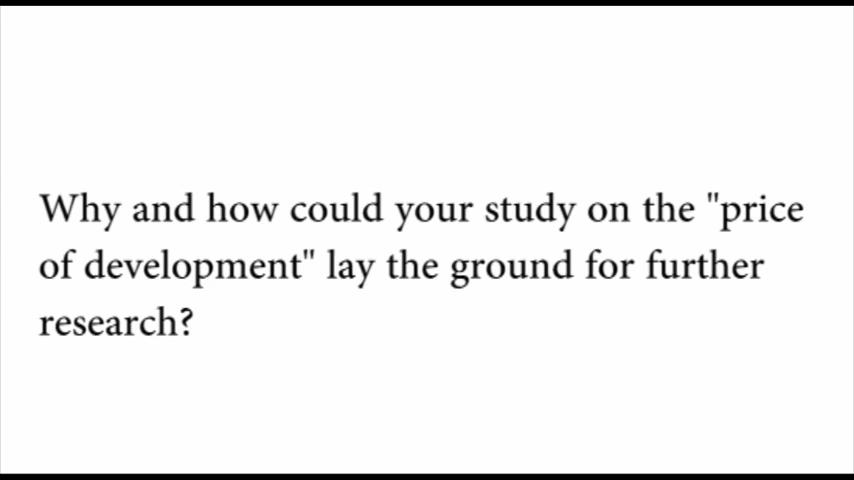 Why and how could your study on the "price
of development" lay the ground for further
research?